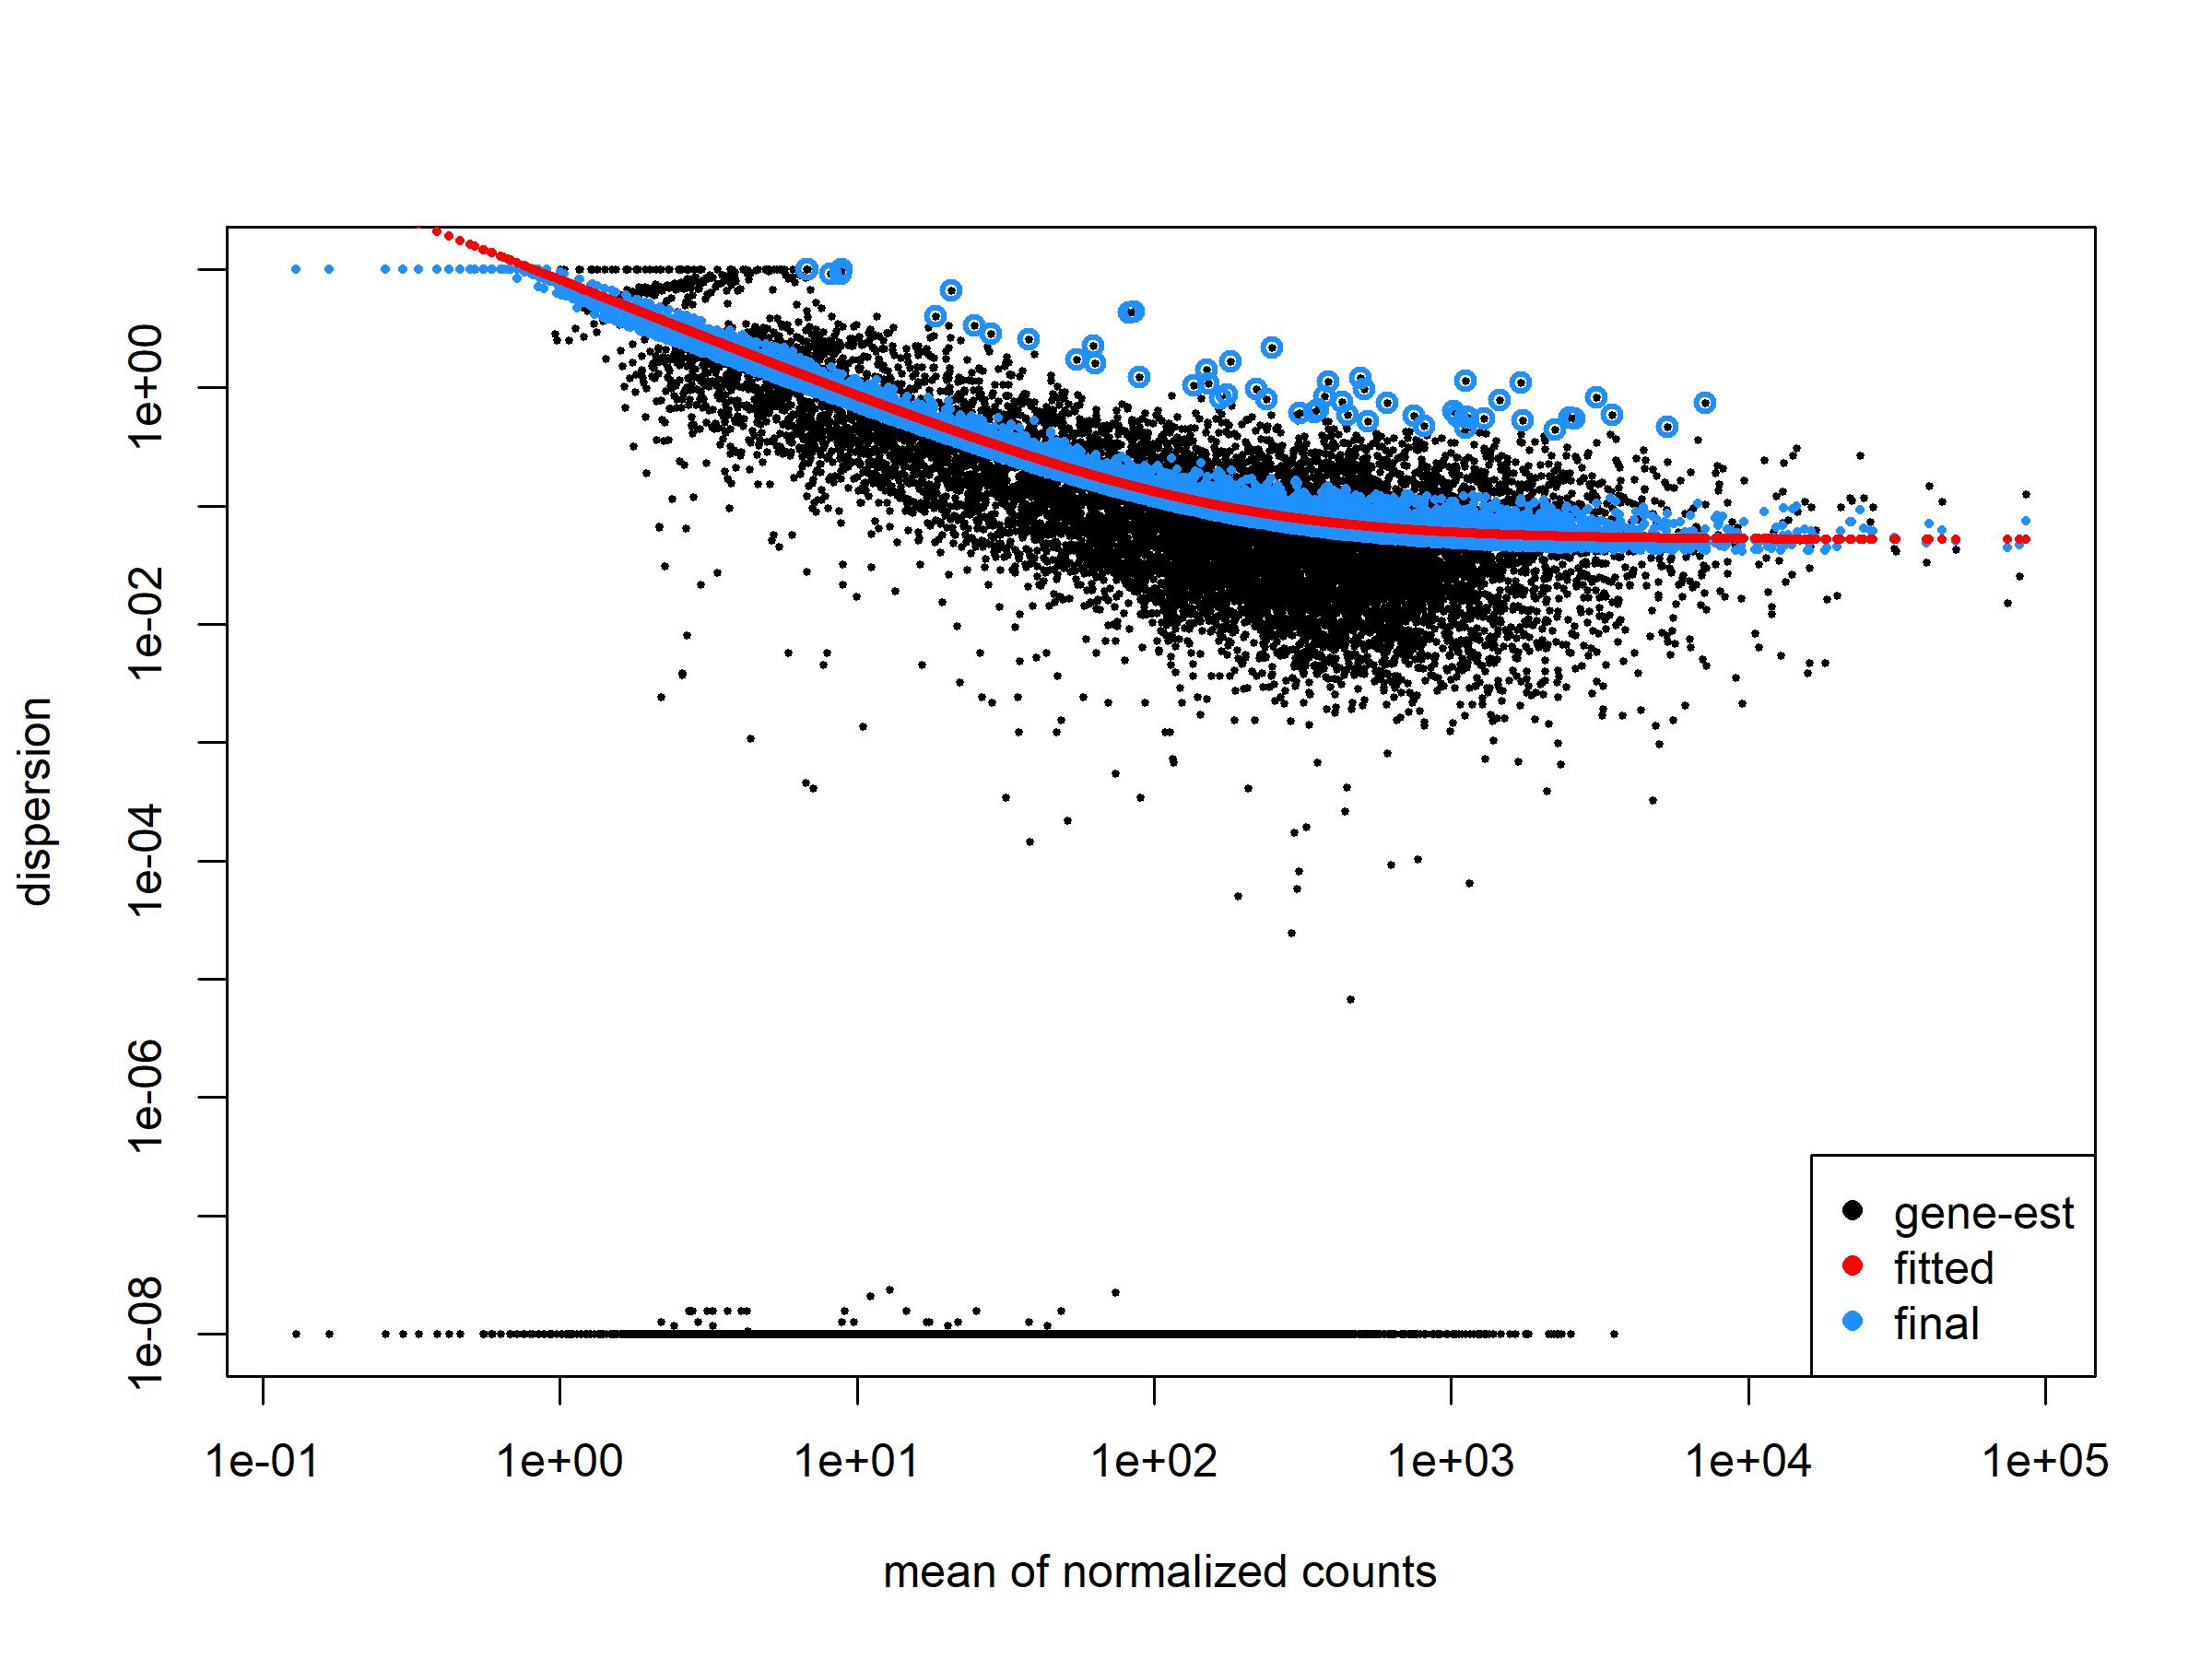 dispersion
1e+00
1e-02
1e-04
1e-06
1e-08
gene-est
fitted
final
1e-01 1e+00 1e+01 1e+02 1e+03 1e+04 1e+05
mean of normalized counts